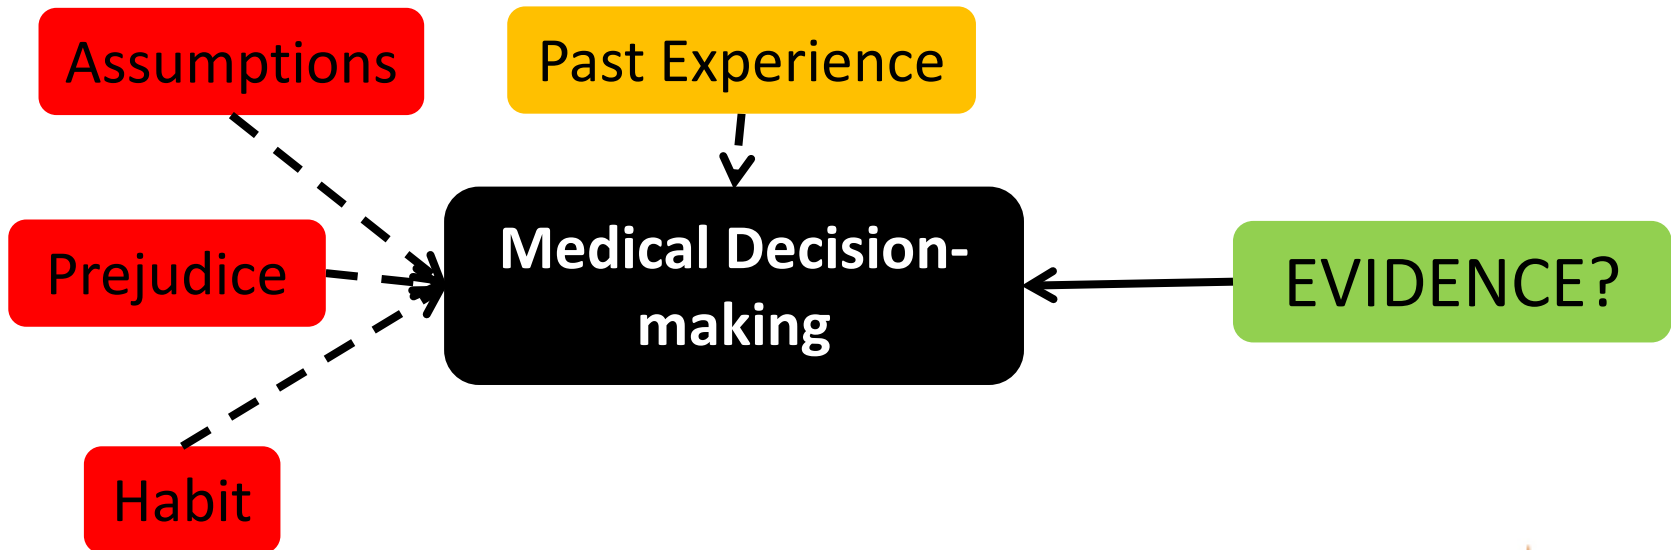 Assumptions
Past Experience
Prejudice
Medical Decision-
making
EVIDENCE?
Habit